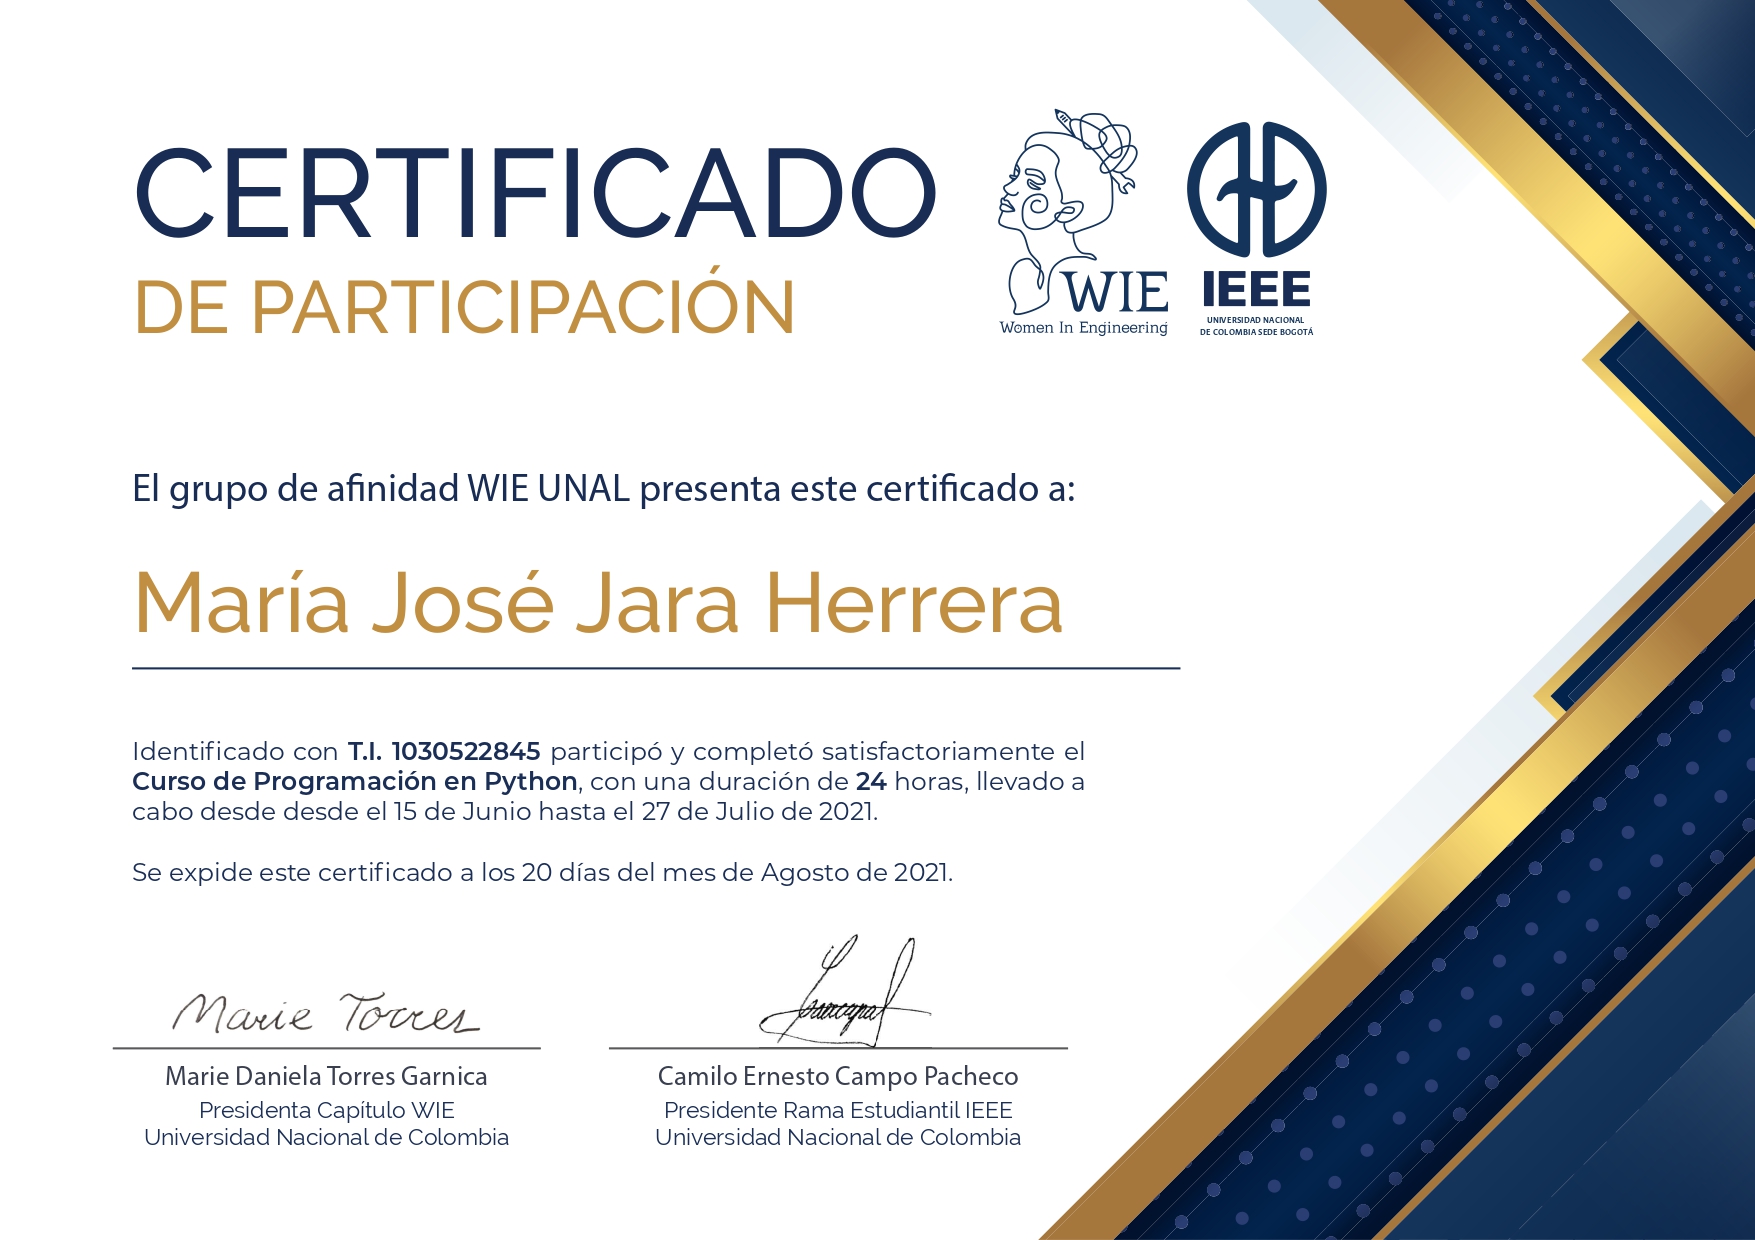 CERTIFICADO
DE PARTICIPACIÓN
WIE
Women In Engineering
IEEE
UNIVERSIDAD NACIONAL
DE COLOMBIA SEDE BOGOTÁ
El grupo de afinidad WIE UNAL presenta este certificado a:
María José Jara Herrera
Identificado con T.I. 1030522845 participó y completó satisfactoriamente el
Curso de Programación en Python, con una duración de 24 horas, llevado a
cabo desde desde el 15 de Junio hasta el 27 de Julio de 2021.
Se expide este certificado a los 20 días del mes de Agosto de 2021.
Marie Torres
Marie Daniela Torres Garnica
Presidenta Capítulo WIE
Universidad Nacional de Colombia
Camilo Ernesto Campo Pacheco
Presidente Rama Estudiantil IEEE
Universidad Nacional de Colombia